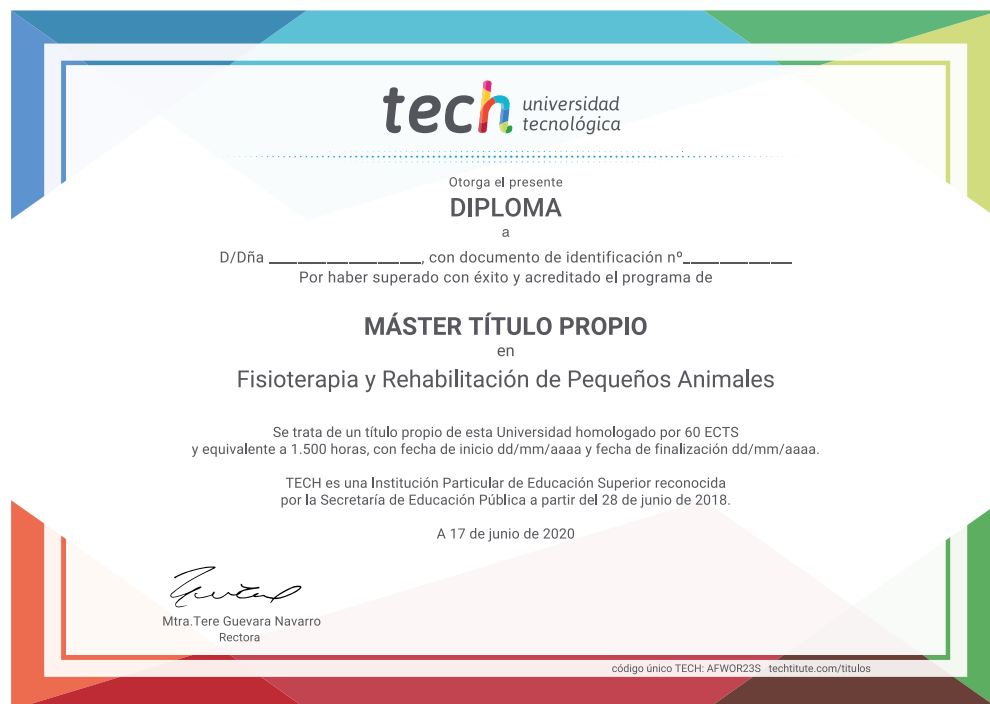 tech universidad
tecnológica
Otorga el presente
DIPLOMA
a
D/Dña ________________, con documento de identificación nº____________
Por haber superado con éxito y acreditado el programa de
MÁSTER TÍTULO PROPIO
en
Fisioterapia y Rehabilitación de Pequeños Animales
Se trata de un título propio de esta Universidad homologado por 60 ECTS
y equivalente a 1.500 horas, con fecha de inicio dd/mm/aaaa y fecha de finalización dd/mm/aaaa.
TECH es una Institución Particular de Educación Superior reconocida
por la Secretaría de Educación Pública a partir del 28 de junio de 2018.
A 17 de junio de 2020
Mtra.Tere Guevara Navarro
Rectora
código único TECH: AFWOR23S techtitute.com/titulos